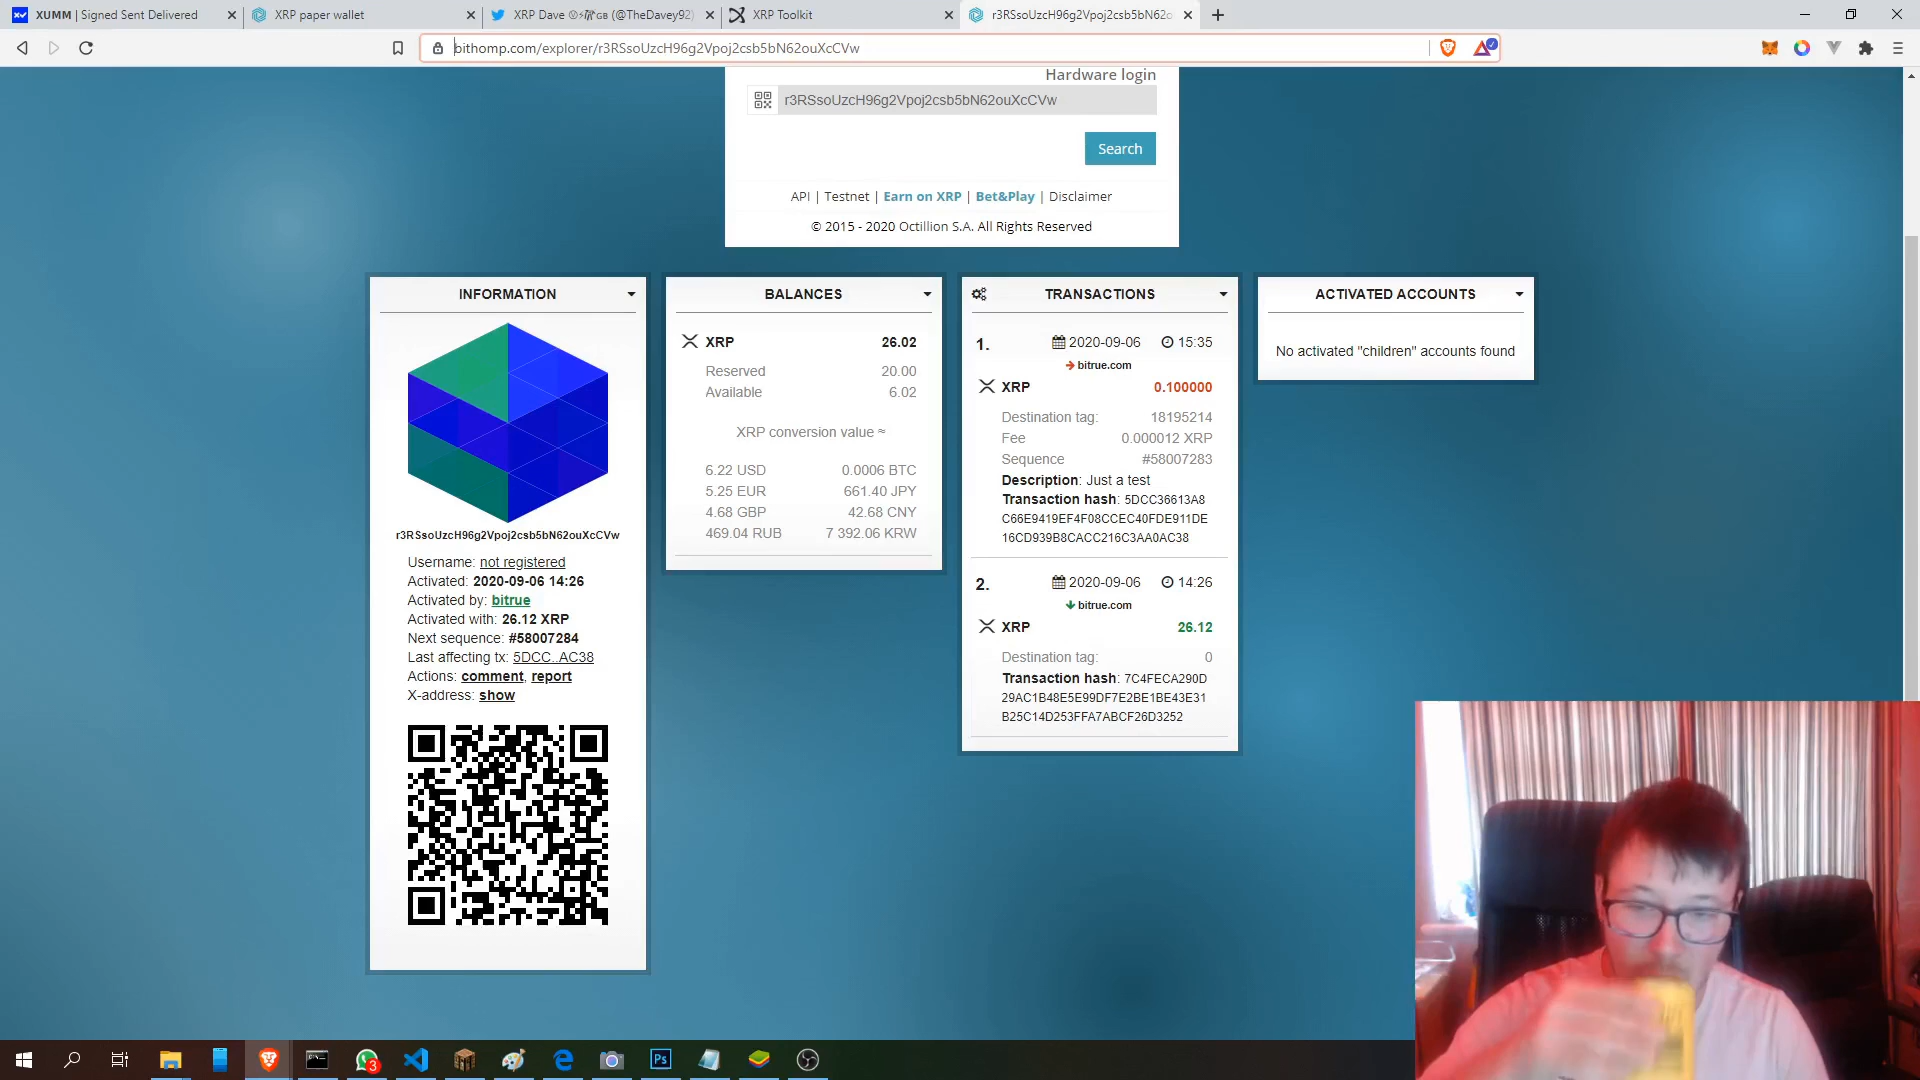 XUMM | Signed Sent Delivered
XRP paper wallet
XRP Toolkit
r3RSsoUzcH96g2Vpoj2csb5bN62o
bithomp.com/explorer/r3RSsoUzcH96g2Vpoj2csb5bN62ouXcCVw
Hardware login
r3RSsoUzcH96g2Vpoj2csb5bN62ouXcCVw
Search
API | Testnet | Earn on XRP | Bet&Play | Disclaimer
© 2015 - 2020 Octillion S.A. All Rights Reserved
INFORMATION
r3RSsoUzcH96g2Vpoj2csb5bN62ouXcCVw
Username: not registered
Activated: 2020-09-06 14:26
Activated by: bitrue
Activated with: 26.12 XRP
Next sequence: #58007284
Last affecting tx: 5DCC..AC38
Actions: comment, report
X-address: show
BALANCES
XRP 26.02
Reserved 20.00
Available 6.02
XRP conversion value ≈
6.22 USD 0.0006 BTC
5.25 EUR 661.40 JPY
4.68 GBP 42.68 CNY
469.04 RUB 7 392.06 KRW
TRANSACTIONS
1. 2020-09-06 15:35
bitrue.com
XRP 0.100000
Destination tag: 18195214
Fee 0.000012 XRP
Sequence #58007283
Description: Just a test
Transaction hash: 5DCC36613A8
C66E9419EF4F08CCEC40FDE911DE
16CD939B8CACC216C3AA0AC38
2. 2020-09-06 14:26
bitrue.com
XRP 26.12
Destination tag: 0
Transaction hash: 7C4FECA290D
29AC1B48E5E99DF7E2BE1BE43E31
B25C14D253FFA7ABCF26D3252
ACTIVATED ACCOUNTS
No activated "children" accounts found
3
Ps